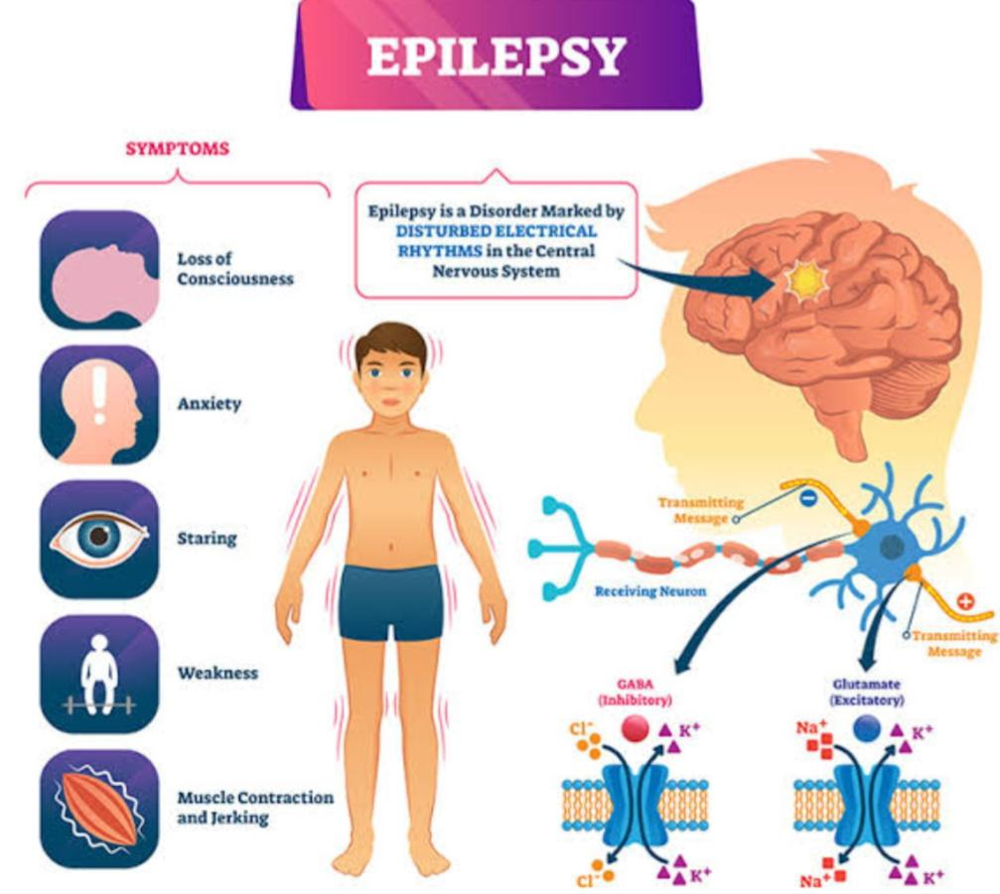 EPILEPSY
SYMPTOMS
Loss of
Consciousness
Anxiety
Staring
Weakness
Muscle Contraction
and Jerking
Epilepsy is a Disorder Marked by
DISTURBED ELECTRICAL
RHYTHMS in the Central
Nervous System
Transmitting
Message
Receiving Neuron
Transmitting
Message
GABA
(Inhibitory)
Cl⁻
K⁺
Cl⁻
K⁺
Glutamate
(Excitatory)
Na⁺
K⁺
Na⁺
K⁺